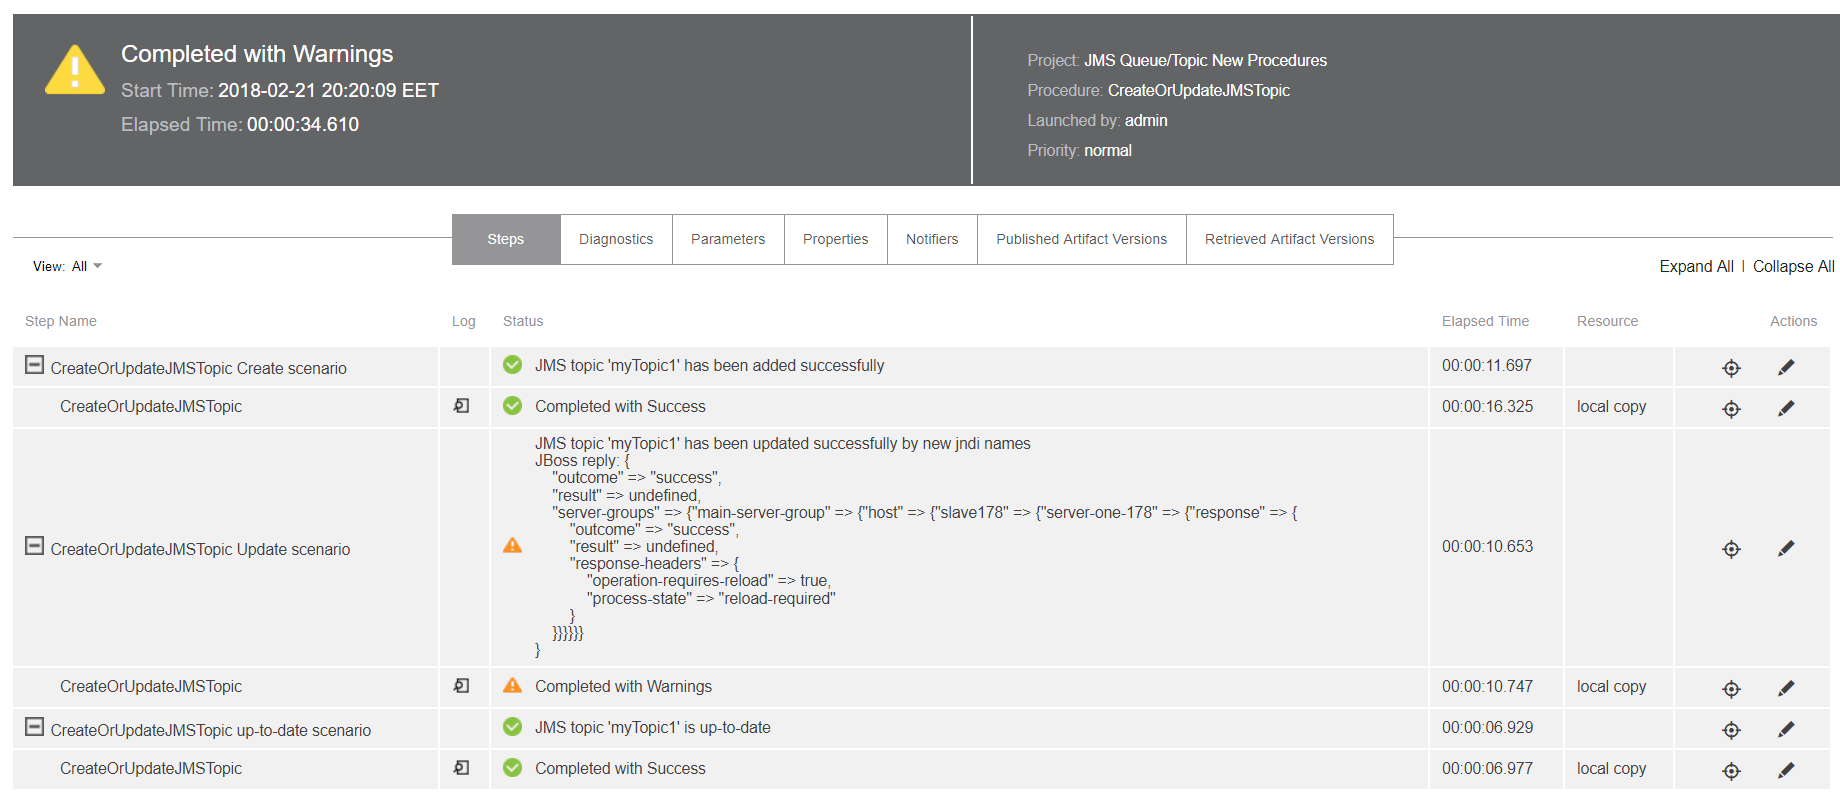 Completed with Warnings
Start Time: 2018-02-21 20:20:09 EET
Elapsed Time: 00:00:34.610
Project: JMS Queue/Topic New Procedures
Procedure: CreateOrUpdateJMSTopic
Launched by: admin
Priority: normal
Steps Diagnostics Parameters Properties Notifiers Published Artifact Versions Retrieved Artifact Versions
View: All
Expand All | Collapse All
Step Name Log Status Elapsed Time Resource Actions
CreateOrUpdateJMSTopic Create scenario JMS topic 'myTopic1' has been added successfully 00:00:11.697
CreateOrUpdateJMSTopic Completed with Success 00:00:16.325 local copy
CreateOrUpdateJMSTopic Update scenario
JMS topic 'myTopic1' has been updated successfully by new jndi names
JBoss reply: {
"outcome" => "success",
"result" => undefined,
"server-groups" => {"main-server-group" => {"host" => {"slave178" => {"server-one-178" => {"response" => {
"outcome" => "success",
"result" => undefined,
"response-headers" => {
"operation-requires-reload" => true,
"process-state" => "reload-required"
}
}}}}}}
}
00:00:10.653
CreateOrUpdateJMSTopic Completed with Warnings 00:00:10.747 local copy
CreateOrUpdateJMSTopic up-to-date scenario JMS topic 'myTopic1' is up-to-date 00:00:06.929
CreateOrUpdateJMSTopic Completed with Success 00:00:06.977 local copy